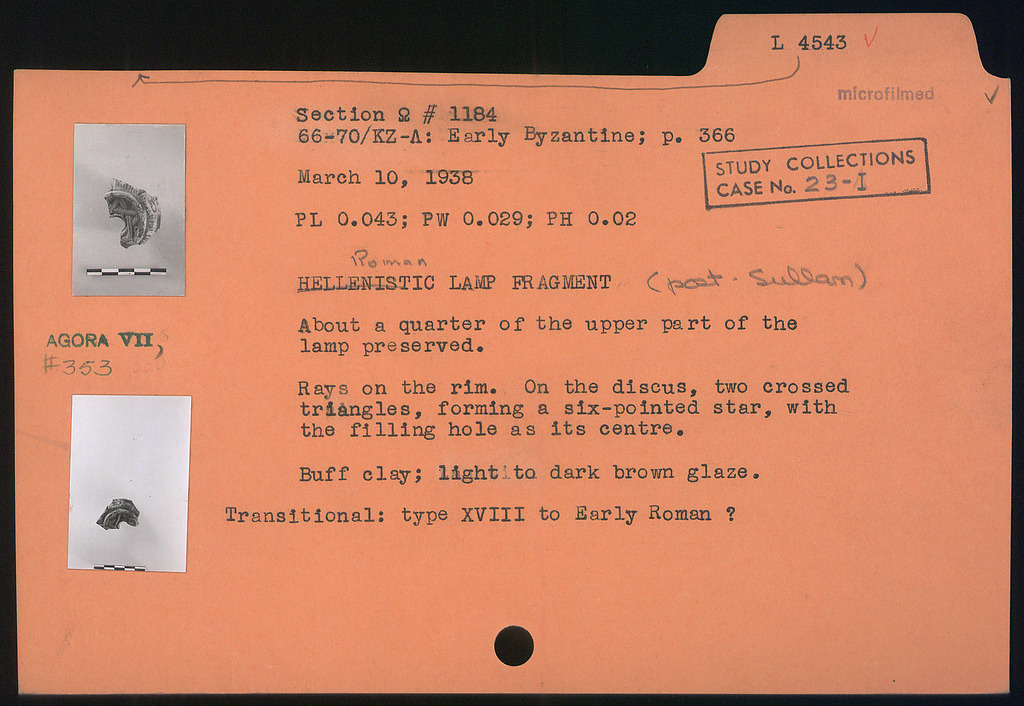 L 4543 ✓
microfilmed ✓
Section Ω # 1184
66-70/KZ-A: Early Byzantine; p. 366
STUDY COLLECTIONS
CASE No. 23-I
March 10, 1938
PL 0.043; PW 0.029; PH 0.02
Roman
HELLENISTIC LAMP FRAGMENT (post-Sullan)
AGORA VII,
#353
About a quarter of the upper part of the
lamp preserved.
Rays on the rim. On the discus, two crossed
triangles, forming a six-pointed star, with
the filling hole as its centre.
Buff clay; light to dark brown glaze.
Transitional: type XVIII to Early Roman ?